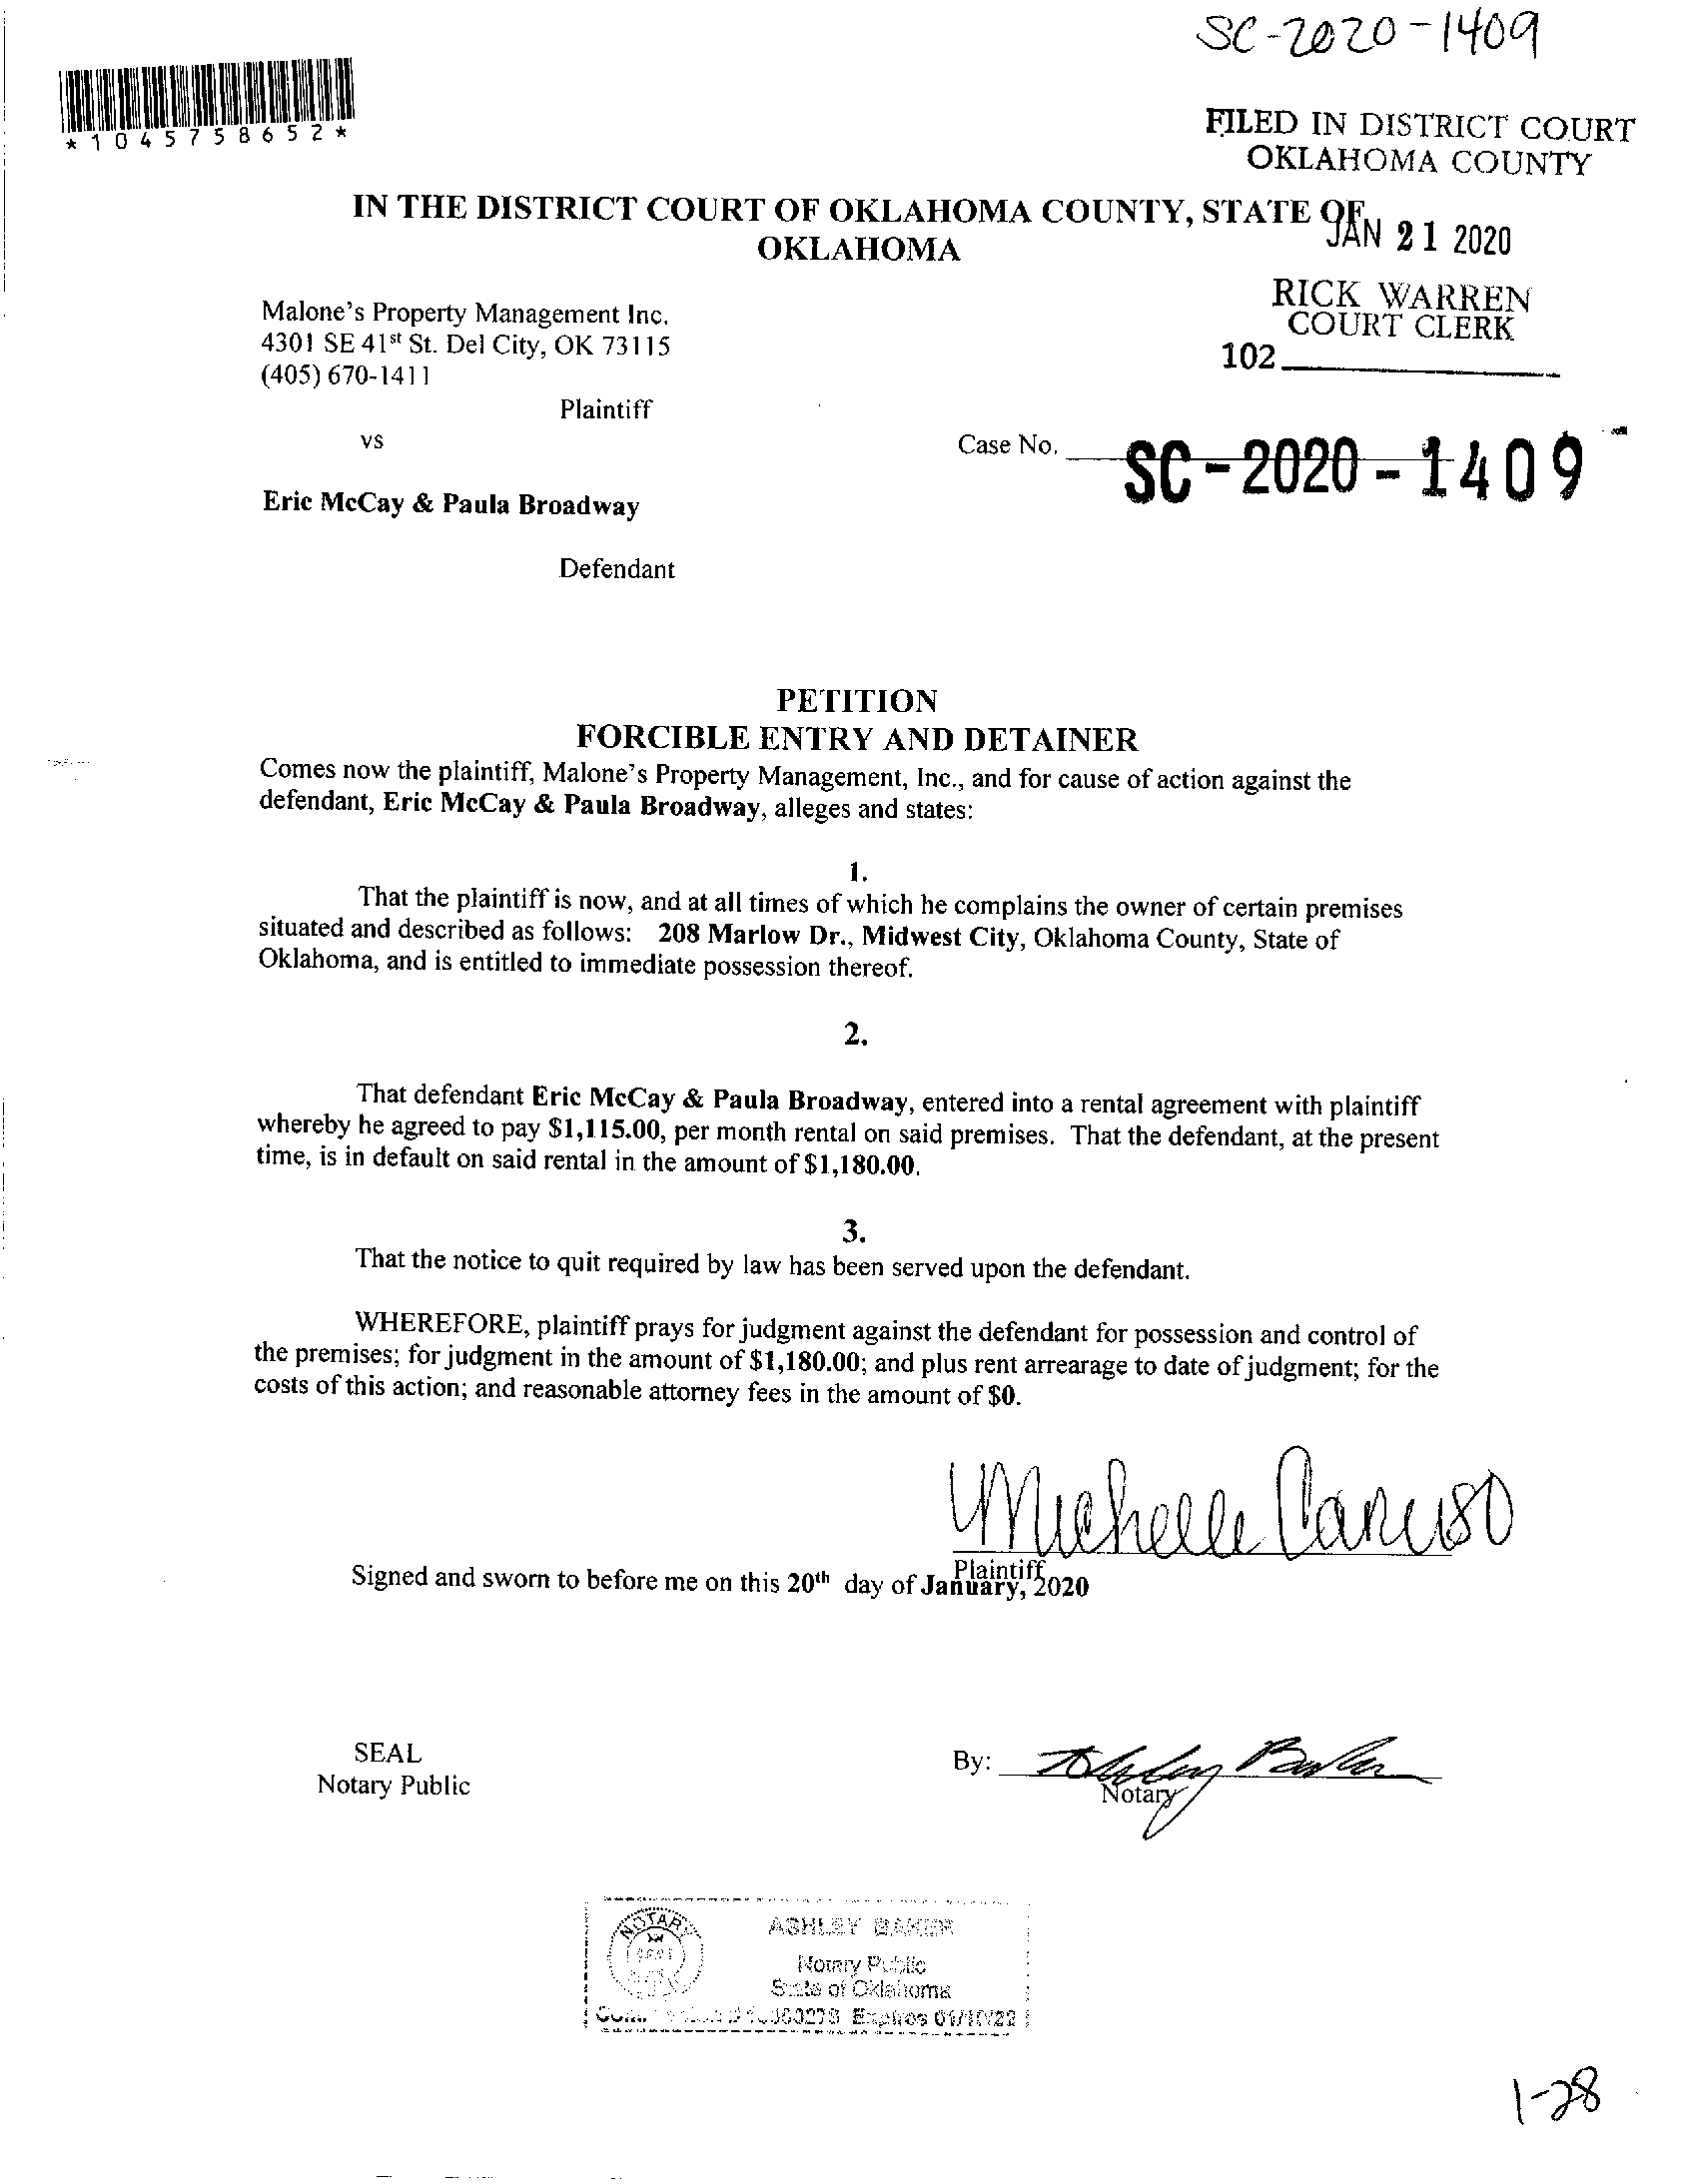 SC-2020-1409
*1045758652*
FILED IN DISTRICT COURT
OKLAHOMA COUNTY
IN THE DISTRICT COURT OF OKLAHOMA COUNTY, STATE OF
OKLAHOMA
JAN 21 2020
RICK WARREN
COURT CLERK
102
Malone's Property Management Inc.
4301 SE 41st St. Del City, OK 73115
(405) 670-1411
Plaintiff
vs
Case No. SC-2020-1409
Eric McCay & Paula Broadway
Defendant
PETITION
FORCIBLE ENTRY AND DETAINER
Comes now the plaintiff, Malone's Property Management, Inc., and for cause of action against the
defendant, Eric McCay & Paula Broadway, alleges and states:
1.
That the plaintiff is now, and at all times of which he complains the owner of certain premises
situated and described as follows: 208 Marlow Dr., Midwest City, Oklahoma County, State of
Oklahoma, and is entitled to immediate possession thereof.
2.
That defendant Eric McCay & Paula Broadway, entered into a rental agreement with plaintiff
whereby he agreed to pay $1,115.00, per month rental on said premises. That the defendant, at the present
time, is in default on said rental in the amount of $1,180.00.
3.
That the notice to quit required by law has been served upon the defendant.
WHEREFORE, plaintiff prays for judgment against the defendant for possession and control of
the premises; for judgment in the amount of $1,180.00; and plus rent arrearage to date of judgment; for the
costs of this action; and reasonable attorney fees in the amount of $0.
Michelle Caruso
Plaintiff
Signed and sworn to before me on this 20th day of January, 2020
SEAL
Notary Public
By: Ashley Baker
Notary
NOTARY
ASHLEY BAKER
Notary Public
State of Oklahoma
Expires 01/10/22
1-28